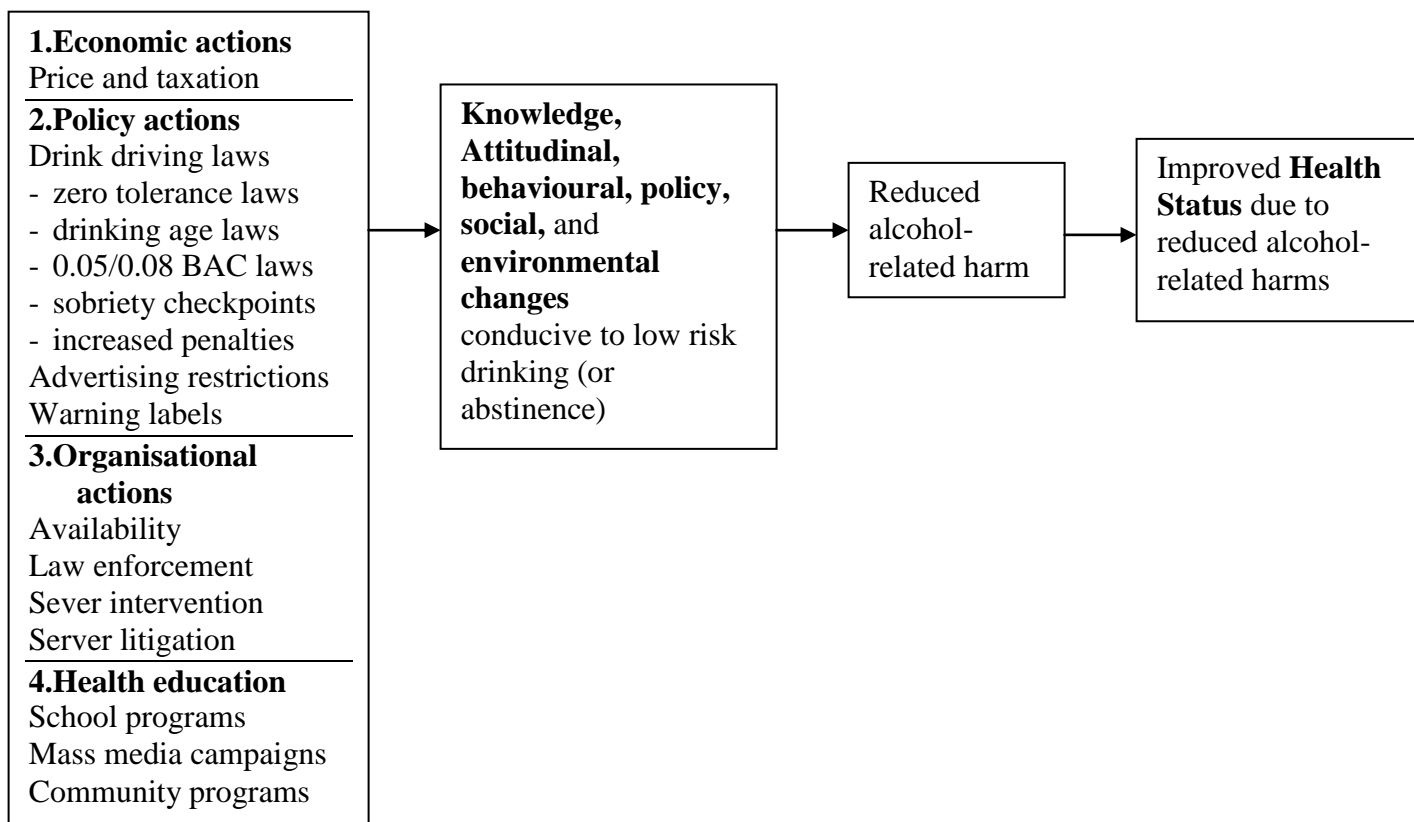 1.Economic actions
Price and taxation
2.Policy actions
Drink driving laws
- zero tolerance laws
- drinking age laws
- 0.05/0.08 BAC laws
- sobriety checkpoints
- increased penalties
Advertising restrictions
Warning labels
3.Organisational
actions
Availability
Law enforcement
Sever intervention
Server litigation
4.Health education
School programs
Mass media campaigns
Community programs
Knowledge,
Attitudinal,
behavioural, policy,
social, and
environmental
changes
conducive to low risk
drinking (or
abstinence)
Reduced
alcohol-
related harm
Improved Health
Status due to
reduced alcohol-
related harms